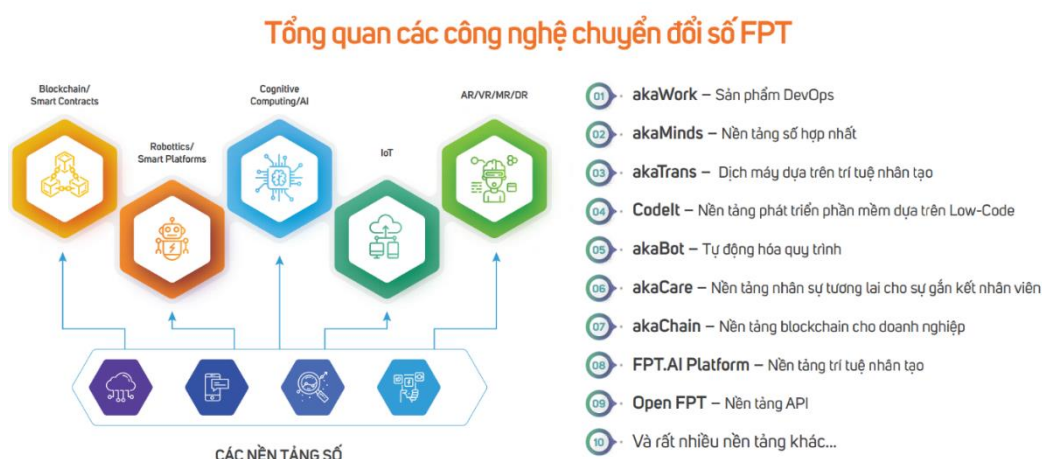 Tổng quan các công nghệ chuyển đổi số FPT
Blockchain/
Smart Contracts
Robottics/
Smart Platforms
Cognitive
Computing/AI
IoT
AR/VR/MR/DR
CÁC NỀN TẢNG SỐ
01 akaWork – Sản phẩm DevOps
02 akaMinds – Nền tảng số hợp nhất
03 akaTrans – Dịch máy dựa trên trí tuệ nhân tạo
04 CodeIt – Nền tảng phát triển phần mềm dựa trên Low-Code
05 akaBot – Tự động hóa quy trình
06 akaCare – Nền tảng nhân sự tương lai cho sự gắn kết nhân viên
07 akaChain – Nền tảng blockchain cho doanh nghiệp
08 FPT.AI Platform – Nền tảng trí tuệ nhân tạo
09 Open FPT – Nền tảng API
10 Và rất nhiều nền tảng khác...